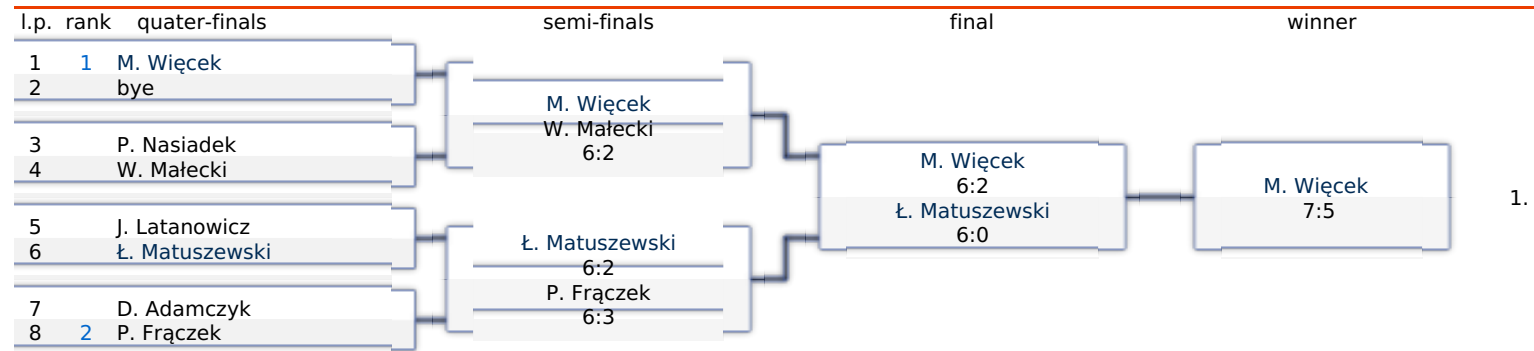 l.p. rank quater-finals semi-finals final winner
1 1 M. Więcek
2 bye
3 P. Nasiadek
4 W. Małecki
5 J. Latanowicz
6 Ł. Matuszewski
7 D. Adamczyk
8 2 P. Frączek
M. Więcek
W. Małecki
6:2
Ł. Matuszewski
6:2
P. Frączek
6:3
M. Więcek
6:2
Ł. Matuszewski
6:0
M. Więcek
7:5
1.